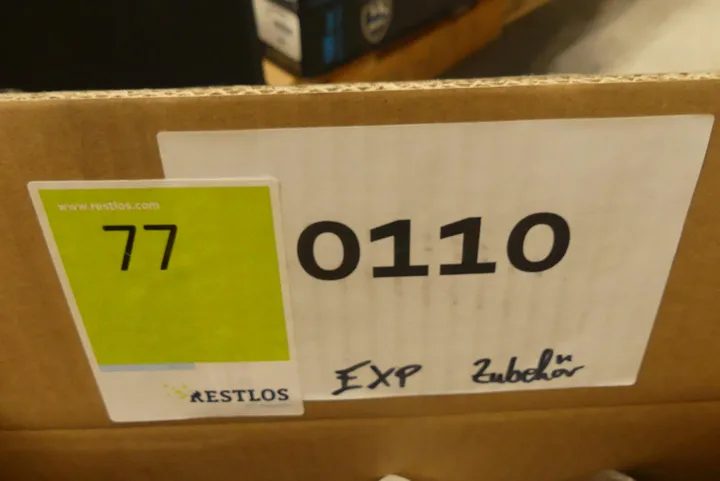 www.restlos.com
77
RESTLOS
0110
EXP Zubehör